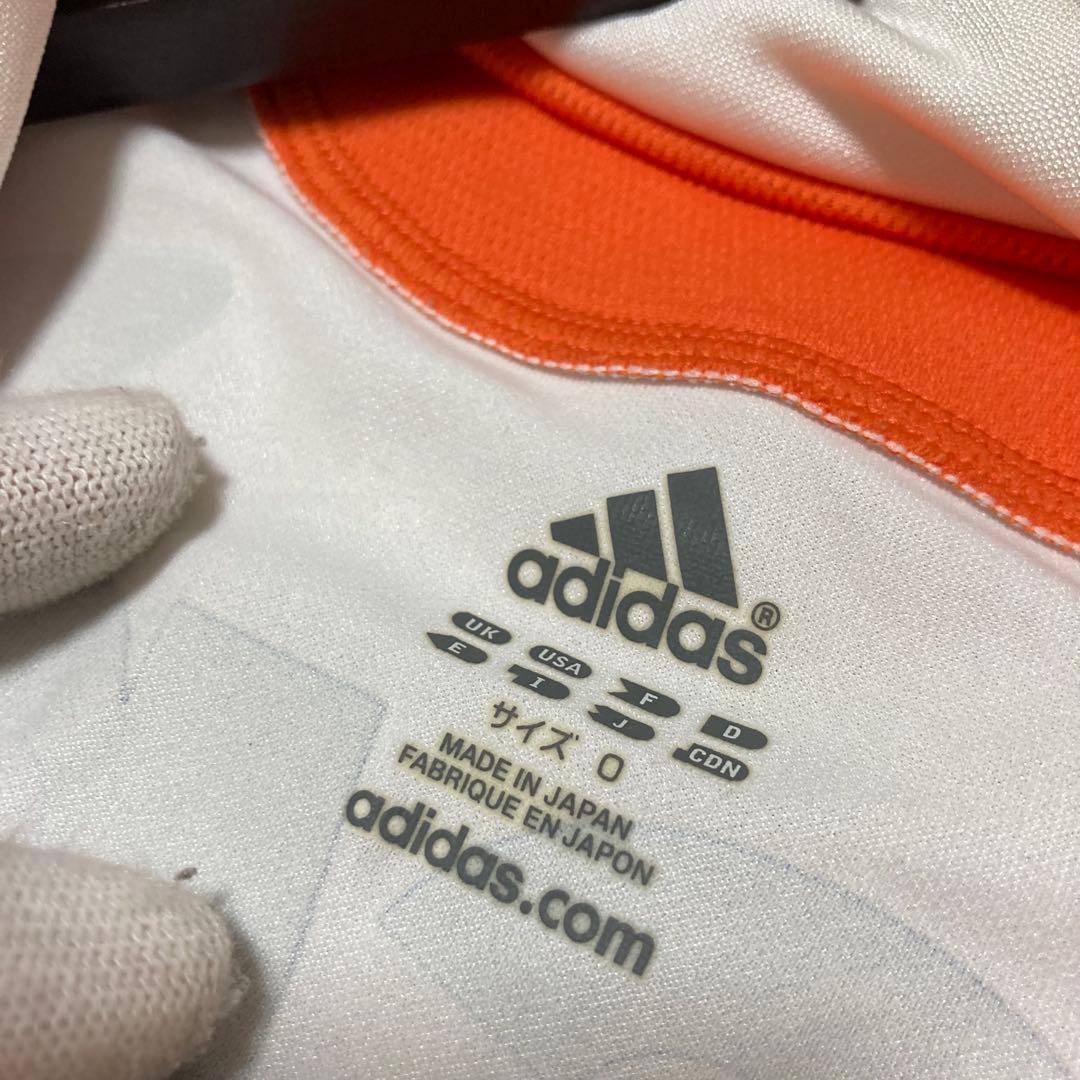 adidas®
UK USA F D
E I J CDN
サイズ O
MADE IN JAPAN
FABRIQUE EN JAPON
adidas.com